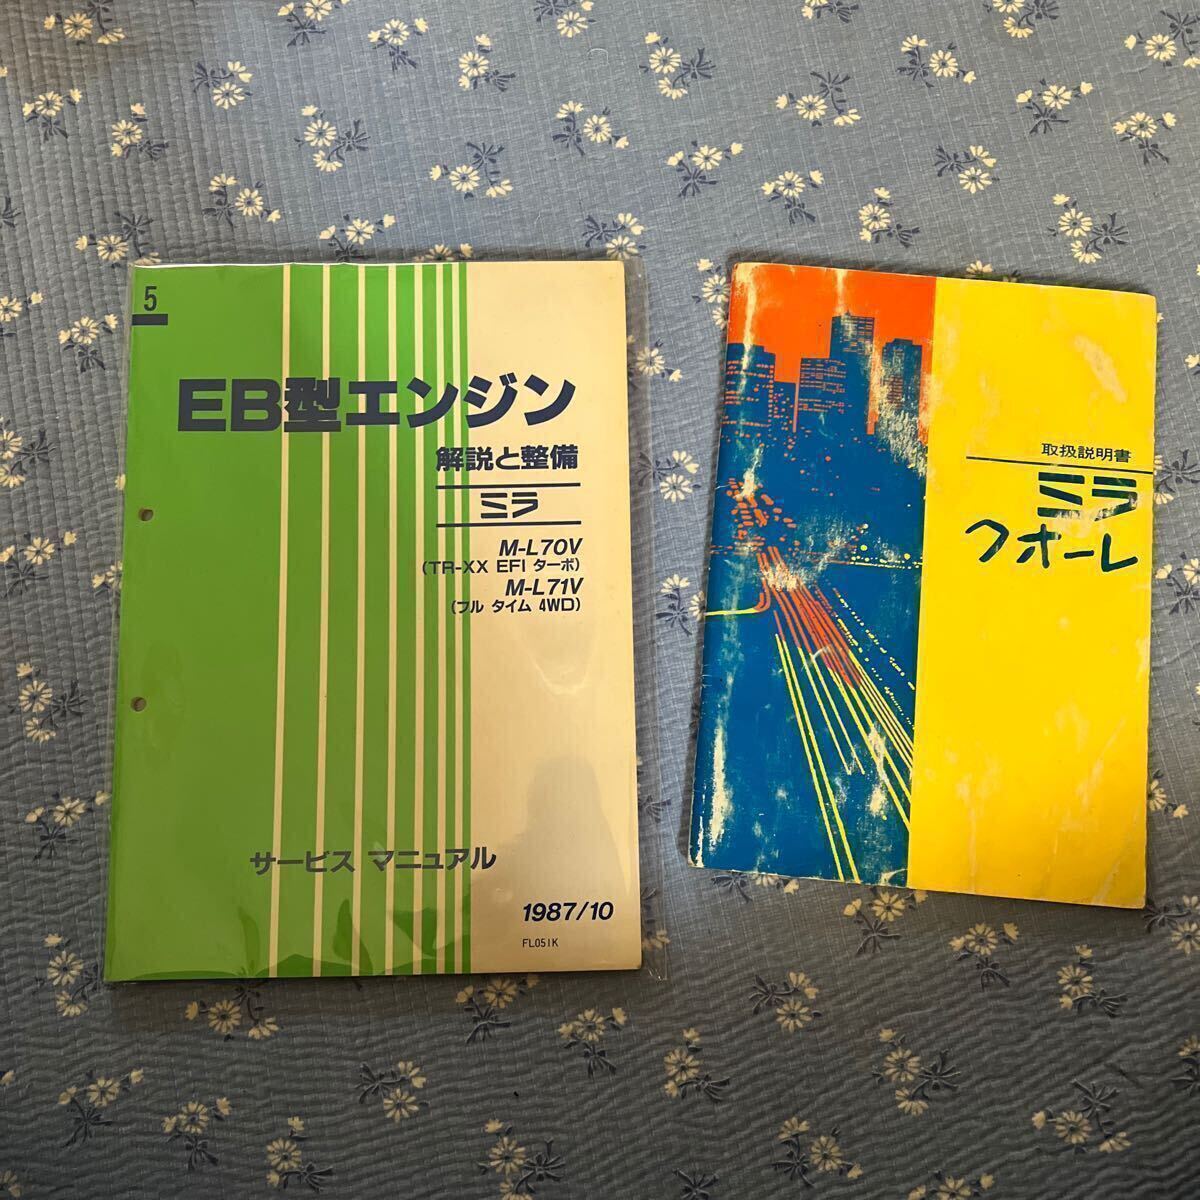 5
EB型エンジン
解説と整備
ミラ
M-L70V
(TR-XX EFI ターボ)
M-L71V
(フル タイム 4WD)
サービス マニュアル
1987/10
FL051K
取扱説明書
ミラ
クオーレ